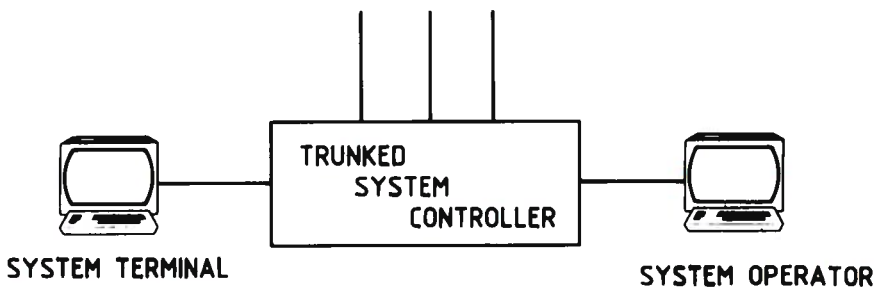 TRUNKED
SYSTEM
CONTROLLER
SYSTEM TERMINAL
SYSTEM OPERATOR